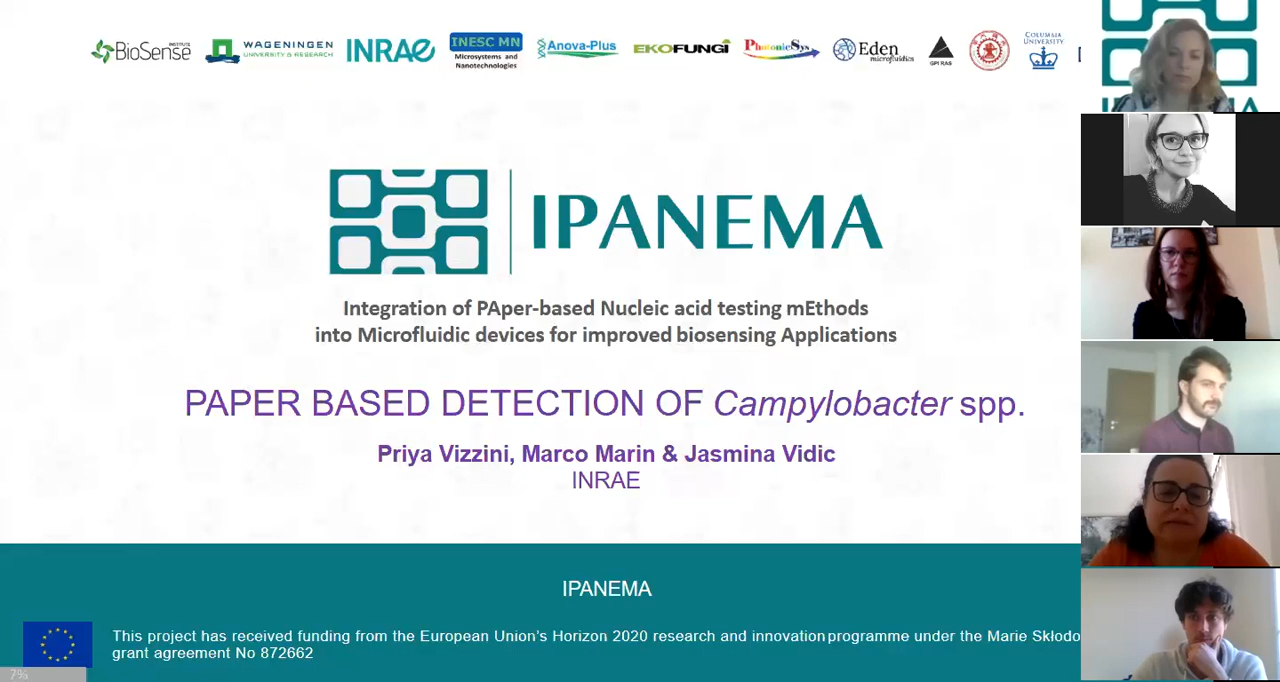 BioSense INSTITUTE
WAGENINGEN
UNIVERSITY & RESEARCH
INRAE
INESC MN
Microsystems and
Nanotechnologies
Anova-Plus
EKOFUNGI
PhotonicSys
Eden
microfluidics
GPI RAS
COLUMBIA
UNIVERSITY
IPANEMA
Integration of PAper-based Nucleic acid testing mEthods
into Microfluidic devices for improved biosensing Applications
PAPER BASED DETECTION OF Campylobacter spp.
Priya Vizzini, Marco Marin & Jasmina Vidic
INRAE
IPANEMA
This project has received funding from the European Union's Horizon 2020 research and innovation programme under the Marie Skłodo
grant agreement No 872662
7%